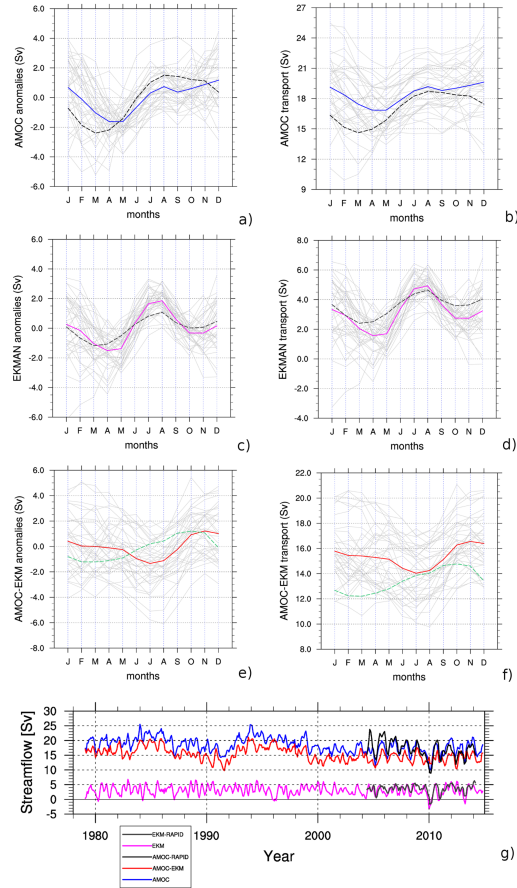 6.0
4.0
2.0
0.0
-2.0
-4.0
-6.0
AMOC anomalies (Sv)
J F M A M J J A S O N D
months
a)
27
24
21
18
15
12
9
AMOC transport (Sv)
J F M A M J J A S O N D
months
b)
6.0
4.0
2.0
0.0
-2.0
-4.0
-6.0
EKMAN anomalies (Sv)
J F M A M J J A S O N D
months
c)
8.0
6.0
4.0
2.0
0.0
-2.0
-4.0
EKMAN transport (Sv)
J F M A M J J A S O N D
months
d)
6.0
4.0
2.0
0.0
-2.0
-4.0
-6.0
-8.0
AMOC-EKM anomalies (Sv)
J F M A M J J A S O N D
months
e)
22.0
20.0
18.0
16.0
14.0
12.0
10.0
8.0
AMOC-EKM transport (Sv)
J F M A M J J A S O N D
months
f)
30
25
20
15
10
5
0
-5
Streamflow [Sv]
1980 1990 2000 2010
Year
g)
EKM-RAPID
EKM
AMOC-RAPID
AMOC-EKM
AMOC